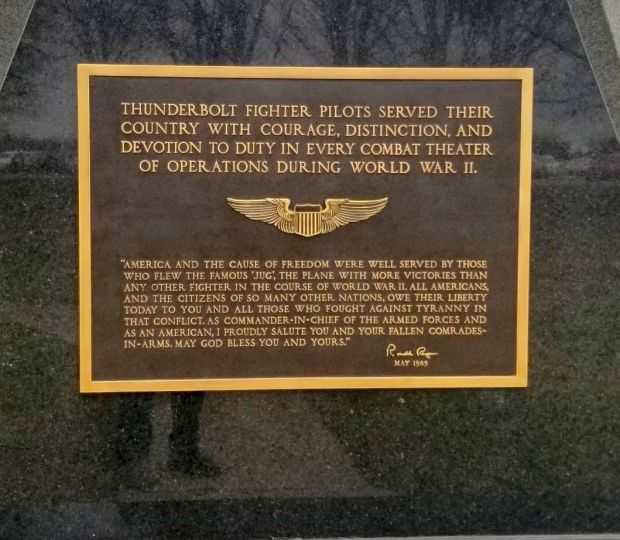 THUNDERBOLT FIGHTER PILOTS SERVED THEIR
COUNTRY WITH COURAGE, DISTINCTION, AND
DEVOTION TO DUTY IN EVERY COMBAT THEATER
OF OPERATIONS DURING WORLD WAR II.
"AMERICA AND THE CAUSE OF FREEDOM WERE WELL SERVED BY THOSE
WHO FLEW THE FAMOUS 'JUG', THE PLANE WITH MORE VICTORIES THAN
ANY OTHER FIGHTER IN THE COURSE OF WORLD WAR II. ALL AMERICANS,
AND THE CITIZENS OF SO MANY OTHER NATIONS, OWE THEIR LIBERTY
TODAY TO YOU AND ALL THOSE WHO FOUGHT AGAINST TYRANNY IN
THAT CONFLICT. AS COMMANDER-IN-CHIEF OF THE ARMED FORCES AND
AS AN AMERICAN, I PROUDLY SALUTE YOU AND YOUR FALLEN COMRADES-
IN-ARMS. MAY GOD BLESS YOU AND YOURS."
MAY